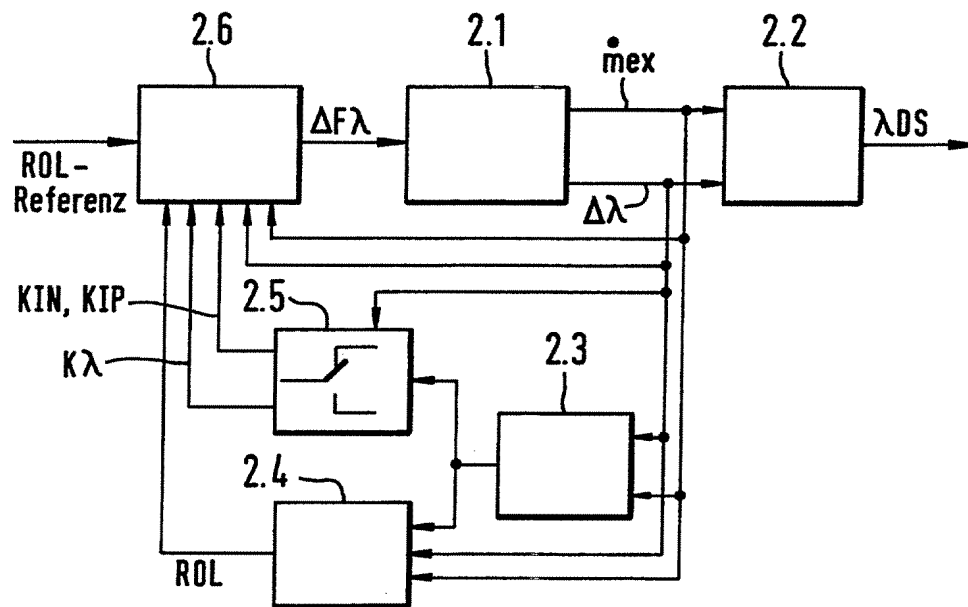 2.6
2.1
ṁex
2.2
ROL-
Referenz
ΔFλ
Δλ
λDS
KIN, KIP
2.5
Kλ
2.3
2.4
ROL